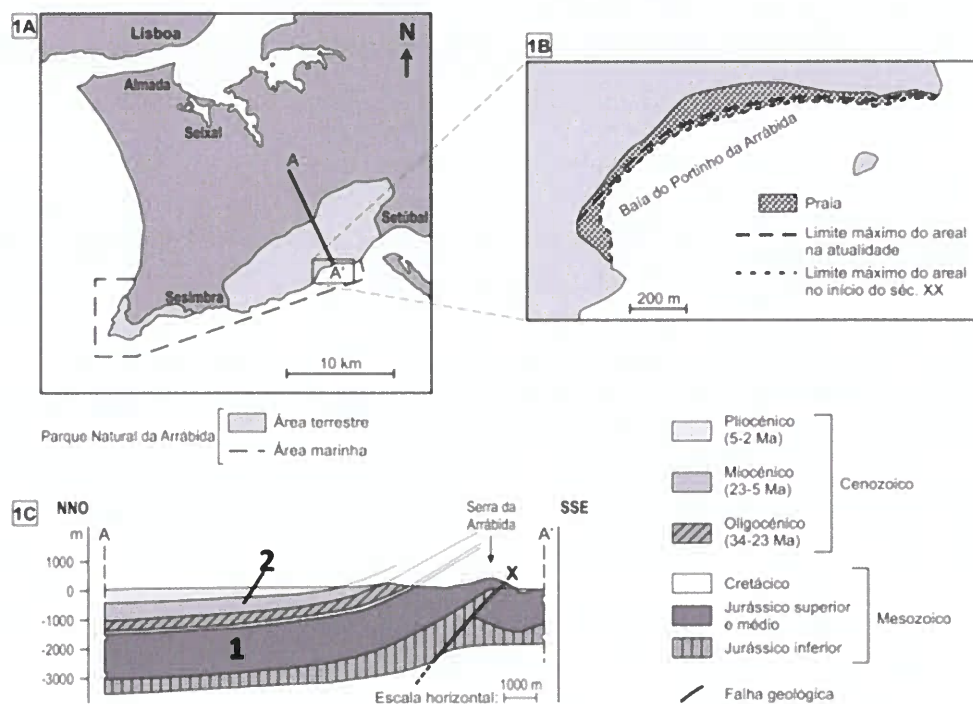 1A
Lisboa
N
Almada
Seixal
A
Setúbal
A'
Sesimbra
10 km
Parque Natural da Arrábida
Área terrestre
Área marinha
1B
Baía do Portinho da Arrábida
Praia
Limite máximo do areal
na atualidade
Limite máximo do areal
no início do séc. XX
200 m
1C
NNO
SSE
m
A
Serra da
Arrábida
A'
1000
0
-1000
-2000
-3000
2
X
1
Escala horizontal:
1000 m
Pliocénico
(5-2 Ma)
Miocénico
(23-5 Ma)
Oligocénico
(34-23 Ma)
Cenozoico
Cretácico
Jurássico superior
e médio
Jurássico inferior
Mesozoico
Falha geológica